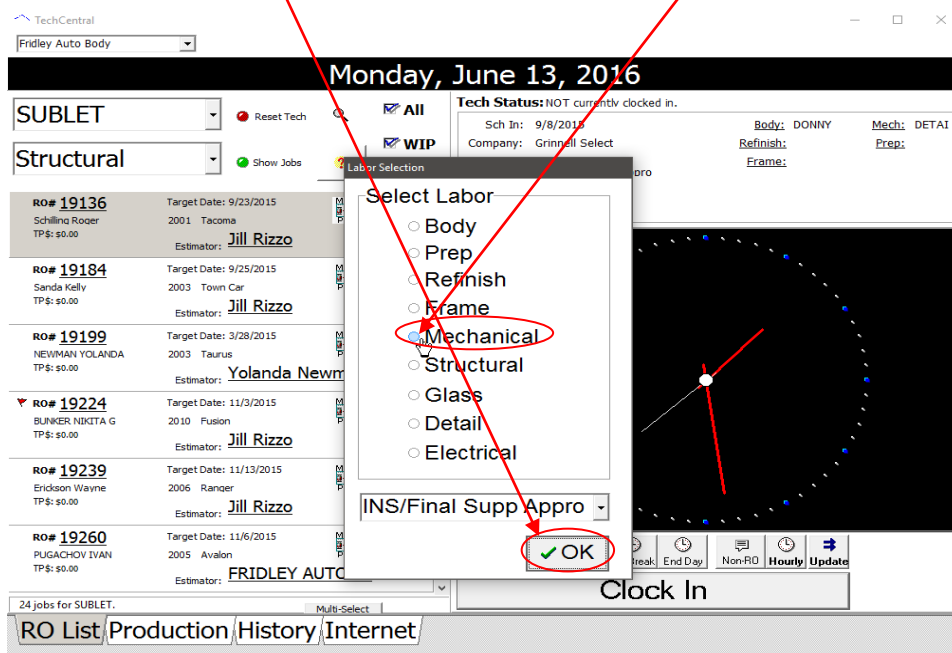 TechCentral
Fridley Auto Body
Monday, June 13, 2016
SUBLET
Reset Tech
All
Structural
Show Jobs
WIP
Tech Status: NOT currently clocked in.
Sch In: 9/8/2015
Body: DONNY
Mech: DETAI
Company: Grinnell Select
Refinish:
Prep:
Frame:
RO# 19136
Target Date: 9/23/2015
Schilling Roger
2001 Tacoma
TP$: $0.00
Estimator: Jill Rizzo
RO# 19184
Target Date: 9/25/2015
Sanda Kelly
2003 Town Car
TP$: $0.00
Estimator: Jill Rizzo
RO# 19199
Target Date: 3/28/2015
NEWMAN YOLANDA
2003 Taurus
TP$: $0.00
Estimator: Yolanda Newm
RO# 19224
Target Date: 11/3/2015
BUNKER NIKITA G
2010 Fusion
TP$: $0.00
Estimator: Jill Rizzo
RO# 19239
Target Date: 11/13/2015
Erickson Wayne
2006 Ranger
TP$: $0.00
Estimator: Jill Rizzo
RO# 19260
Target Date: 11/6/2015
PUGACHOV IVAN
2005 Avalon
TP$: $0.00
Estimator: FRIDLEY AUTO
24 jobs for SUBLET.
Multi-Select
Labor Selection
Select Labor
Body
Prep
Refinish
Frame
Mechanical
Structural
Glass
Detail
Electrical
INS/Final Supp Appro
OK
Break
End Day
Non-RO
Hourly
Update
Clock In
RO List
Production
History
Internet